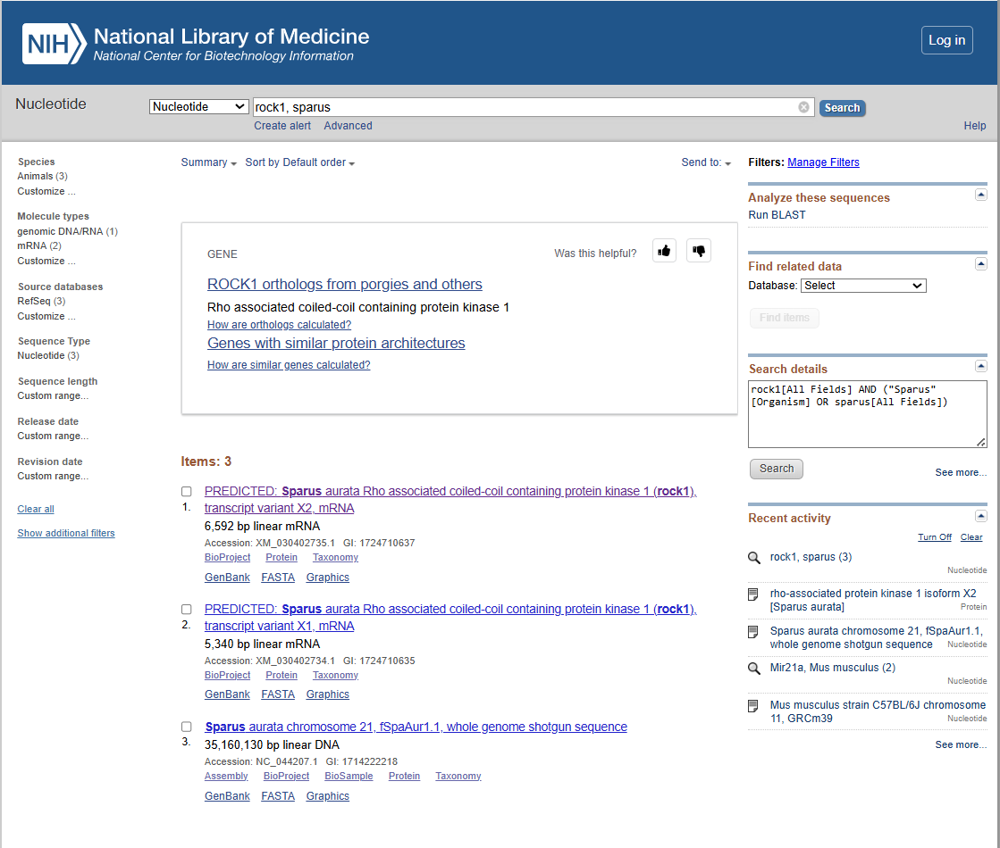 NIH National Library of Medicine
National Center for Biotechnology Information
Log in
Nucleotide
Nucleotide
rock1, sparus
Search
Create alert
Advanced
Help
Species
Animals (3)
Customize ...
Molecule types
genomic DNA/RNA (1)
mRNA (2)
Customize ...
Source databases
RefSeq (3)
Customize ...
Sequence Type
Nucleotide (3)
Sequence length
Custom range...
Release date
Custom range...
Revision date
Custom range...
Clear all
Show additional filters
Summary
Sort by Default order
Send to:
GENE
Was this helpful?
ROCK1 orthologs from porgies and others
Rho associated coiled-coil containing protein kinase 1
How are orthologs calculated?
Genes with similar protein architectures
How are similar genes calculated?
Items: 3
PREDICTED: Sparus aurata Rho associated coiled-coil containing protein kinase 1 (rock1),
1. transcript variant X2, mRNA
6,592 bp linear mRNA
Accession: XM_030402735.1 GI: 1724710637
BioProject Protein Taxonomy
GenBank FASTA Graphics
PREDICTED: Sparus aurata Rho associated coiled-coil containing protein kinase 1 (rock1),
2. transcript variant X1, mRNA
5,340 bp linear mRNA
Accession: XM_030402734.1 GI: 1724710635
BioProject Protein Taxonomy
GenBank FASTA Graphics
Sparus aurata chromosome 21, fSpaAur1.1, whole genome shotgun sequence
3. 35,160,130 bp linear DNA
Accession: NC_044207.1 GI: 1714222218
Assembly BioProject BioSample Protein Taxonomy
GenBank FASTA Graphics
Filters: Manage Filters
Analyze these sequences
Run BLAST
Find related data
Database: Select
Find items
Search details
rock1[All Fields] AND ("Sparus"
[Organism] OR sparus[All Fields])
Search
See more...
Recent activity
Turn Off Clear
rock1, sparus (3)
Nucleotide
rho-associated protein kinase 1 isoform X2
[Sparus aurata] Protein
Sparus aurata chromosome 21, fSpaAur1.1,
whole genome shotgun sequence Nucleotide
Mir21a, Mus musculus (2)
Nucleotide
Mus musculus strain C57BL/6J chromosome
11, GRCm39 Nucleotide
See more...